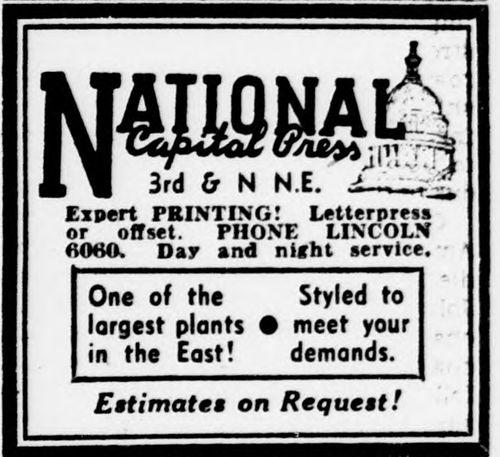 NATIONAL
Capital Press
3rd & N N.E.
Expert PRINTING! Letterpress
or offset. PHONE LINCOLN
6060. Day and night service.
One of the
largest plants
in the East!
●
Styled to
meet your
demands.
Estimates on Request!